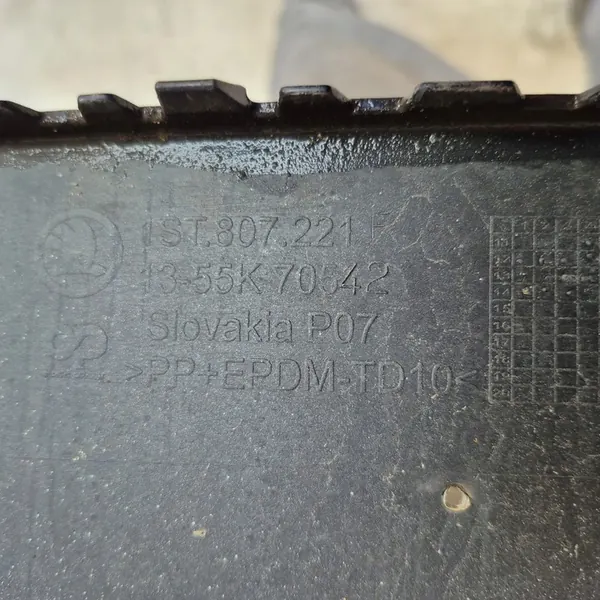 1ST.807.221.F
13-55K-70542
Slovakia P07
>PP+EPDM-TD10<